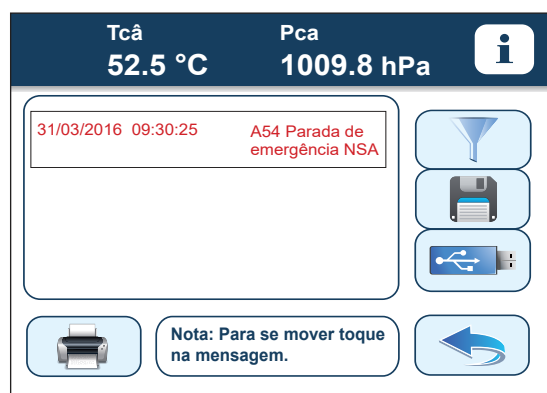 Tcâ Pca
52.5 °C 1009.8 hPa
i
31/03/2016 09:30:25 A54 Parada de
emergência NSA
Nota: Para se mover toque
na mensagem.